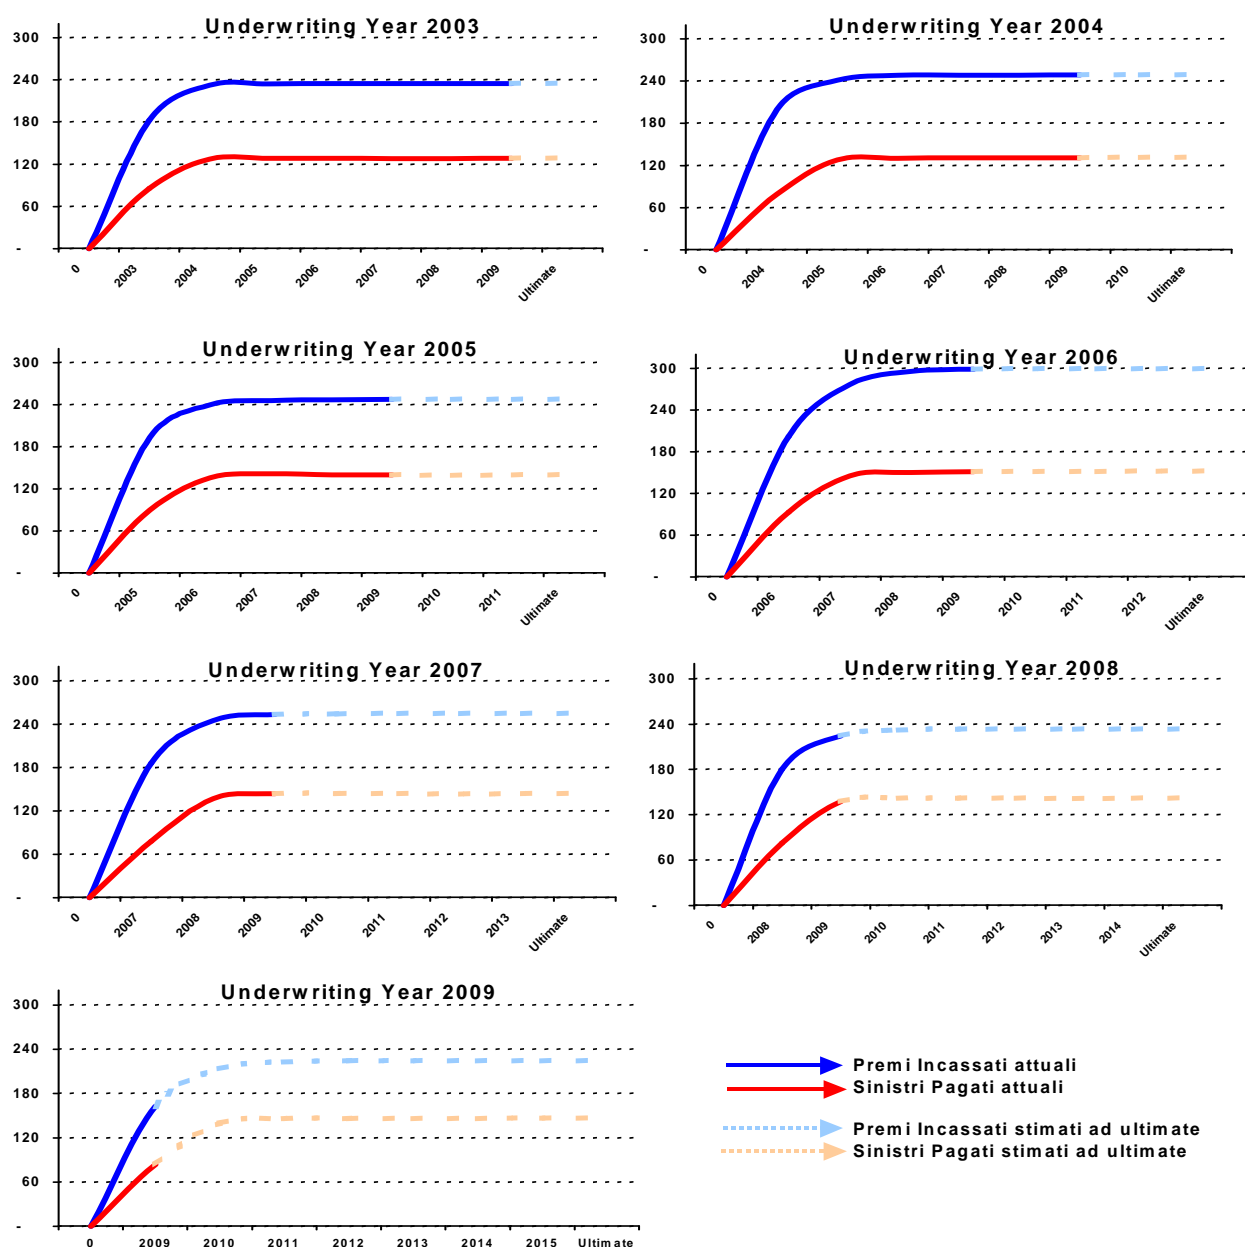 Underwriting Year 2003
300
240
180
120
60
-
0 2003 2004 2005 2006 2007 2008 2009 Ultimate
Underwriting Year 2004
300
240
180
120
60
-
0 2004 2005 2006 2007 2008 2009 2010 Ultimate
Underwriting Year 2005
300
240
180
120
60
-
0 2005 2006 2007 2008 2009 2010 2011 Ultimate
Underwriting Year 2006
300
240
180
120
60
-
0 2006 2007 2008 2009 2010 2011 2012 Ultimate
Underwriting Year 2007
300
240
180
120
60
-
0 2007 2008 2009 2010 2011 2012 2013 Ultimate
Underwriting Year 2008
300
240
180
120
60
-
0 2008 2009 2010 2011 2012 2013 2014 Ultimate
Underwriting Year 2009
300
240
180
120
60
-
0 2009 2010 2011 2012 2013 2014 2015 Ultimate
Premi Incassati attuali
Sinistri Pagati attuali
Premi Incassati stimati ad ultimate
Sinistri Pagati stimati ad ultimate